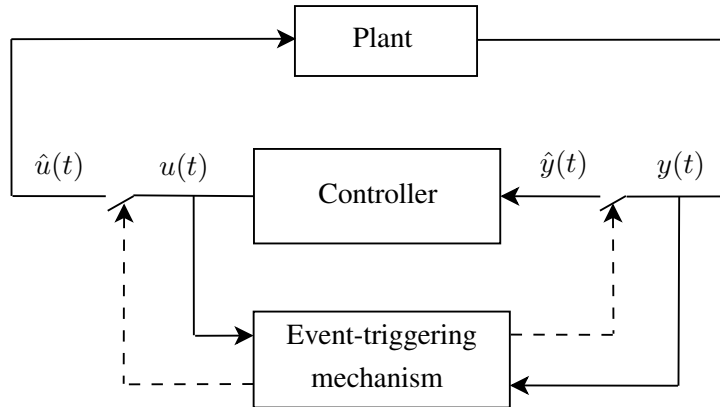 Plant
û(t)
u(t)
Controller
ŷ(t)
y(t)
Event-triggering
mechanism